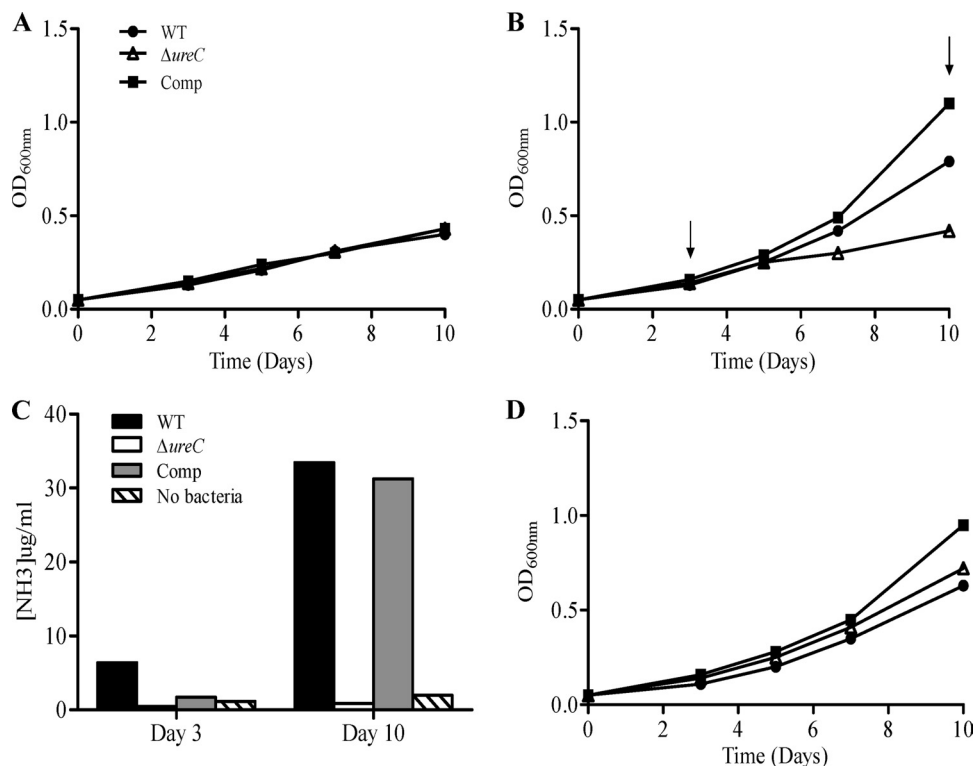 A
1.5
1.0
0.5
0.0
OD600nm
WT
ΔureC
Comp
0 2 4 6 8 10
Time (Days)
B
1.5
1.0
0.5
0.0
OD600nm
0 2 4 6 8 10
Time (Days)
C
40
30
20
10
0
[NH3]ug/ml
WT
ΔureC
Comp
No bacteria
Day 3 Day 10
D
1.5
1.0
0.5
0.0
OD600nm
0 2 4 6 8 10
Time (Days)